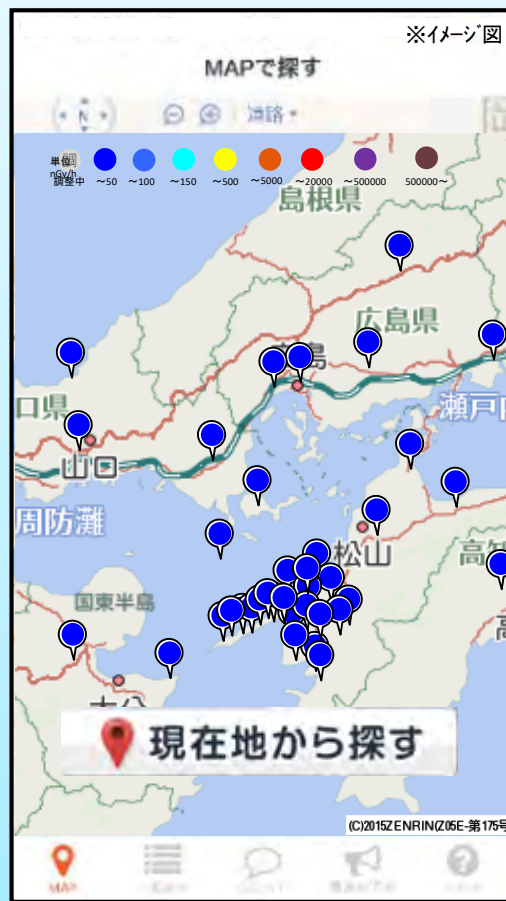 ※イメージ図
MAPで探す
N
道路
単位
nGy/h
調整中 ～50 ～100 ～150 ～500 ～5000 ～20000 ～500000 500000～
島根県
広島県
島
瀬戸内
口県
山口
周防灘
松山
高知
国東半島
現在地から探す
(C)2015ZENRIN(Z05E-第175号
MAP